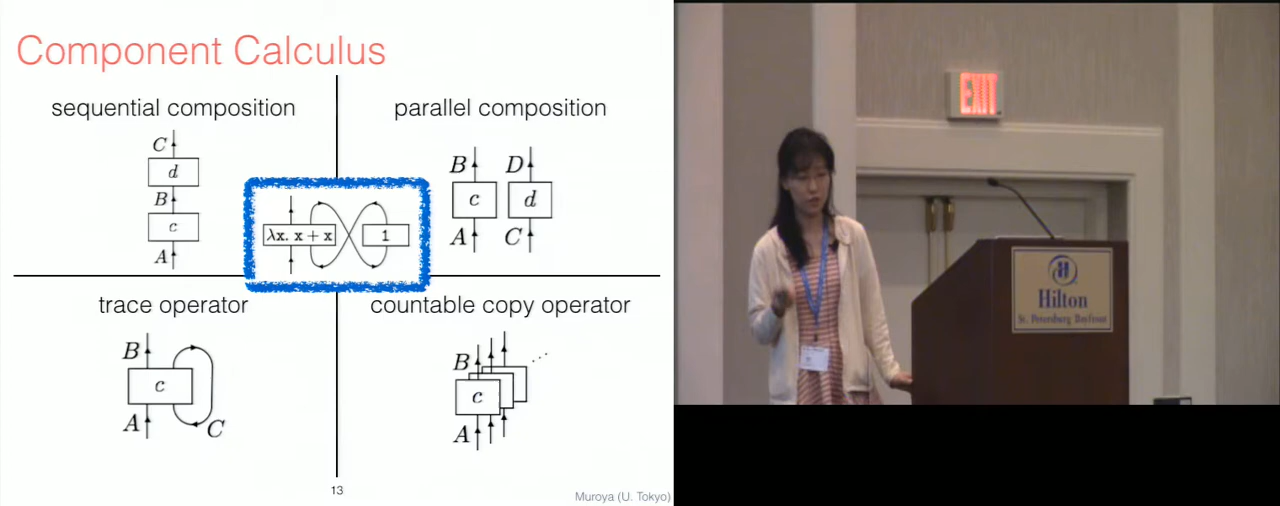 Component Calculus
sequential composition
C
d
B
c
A
parallel composition
B D
c d
A C
λx. x + x 1
trace operator
B
c
A C
countable copy operator
B ...
c
A
13
Muroya (U. Tokyo)
Hilton
St. Petersburg Bayfront